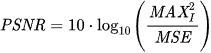 PSNR = 10 · log₁₀ ( MAX_I² / MSE )